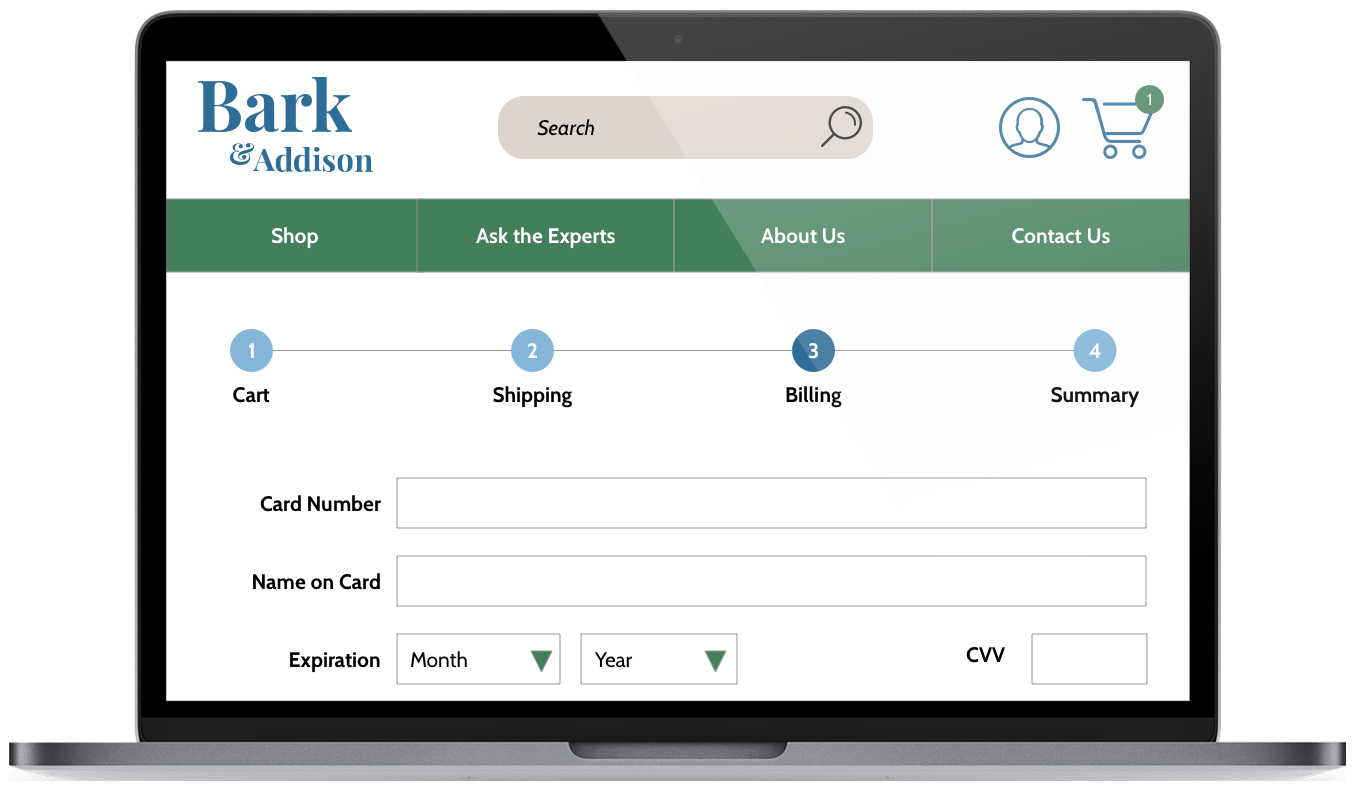 Bark
& Addison
Search
1
Shop
Ask the Experts
About Us
Contact Us
1
2
3
4
Cart
Shipping
Billing
Summary
Card Number
Name on Card
Expiration
Month
Year
CVV